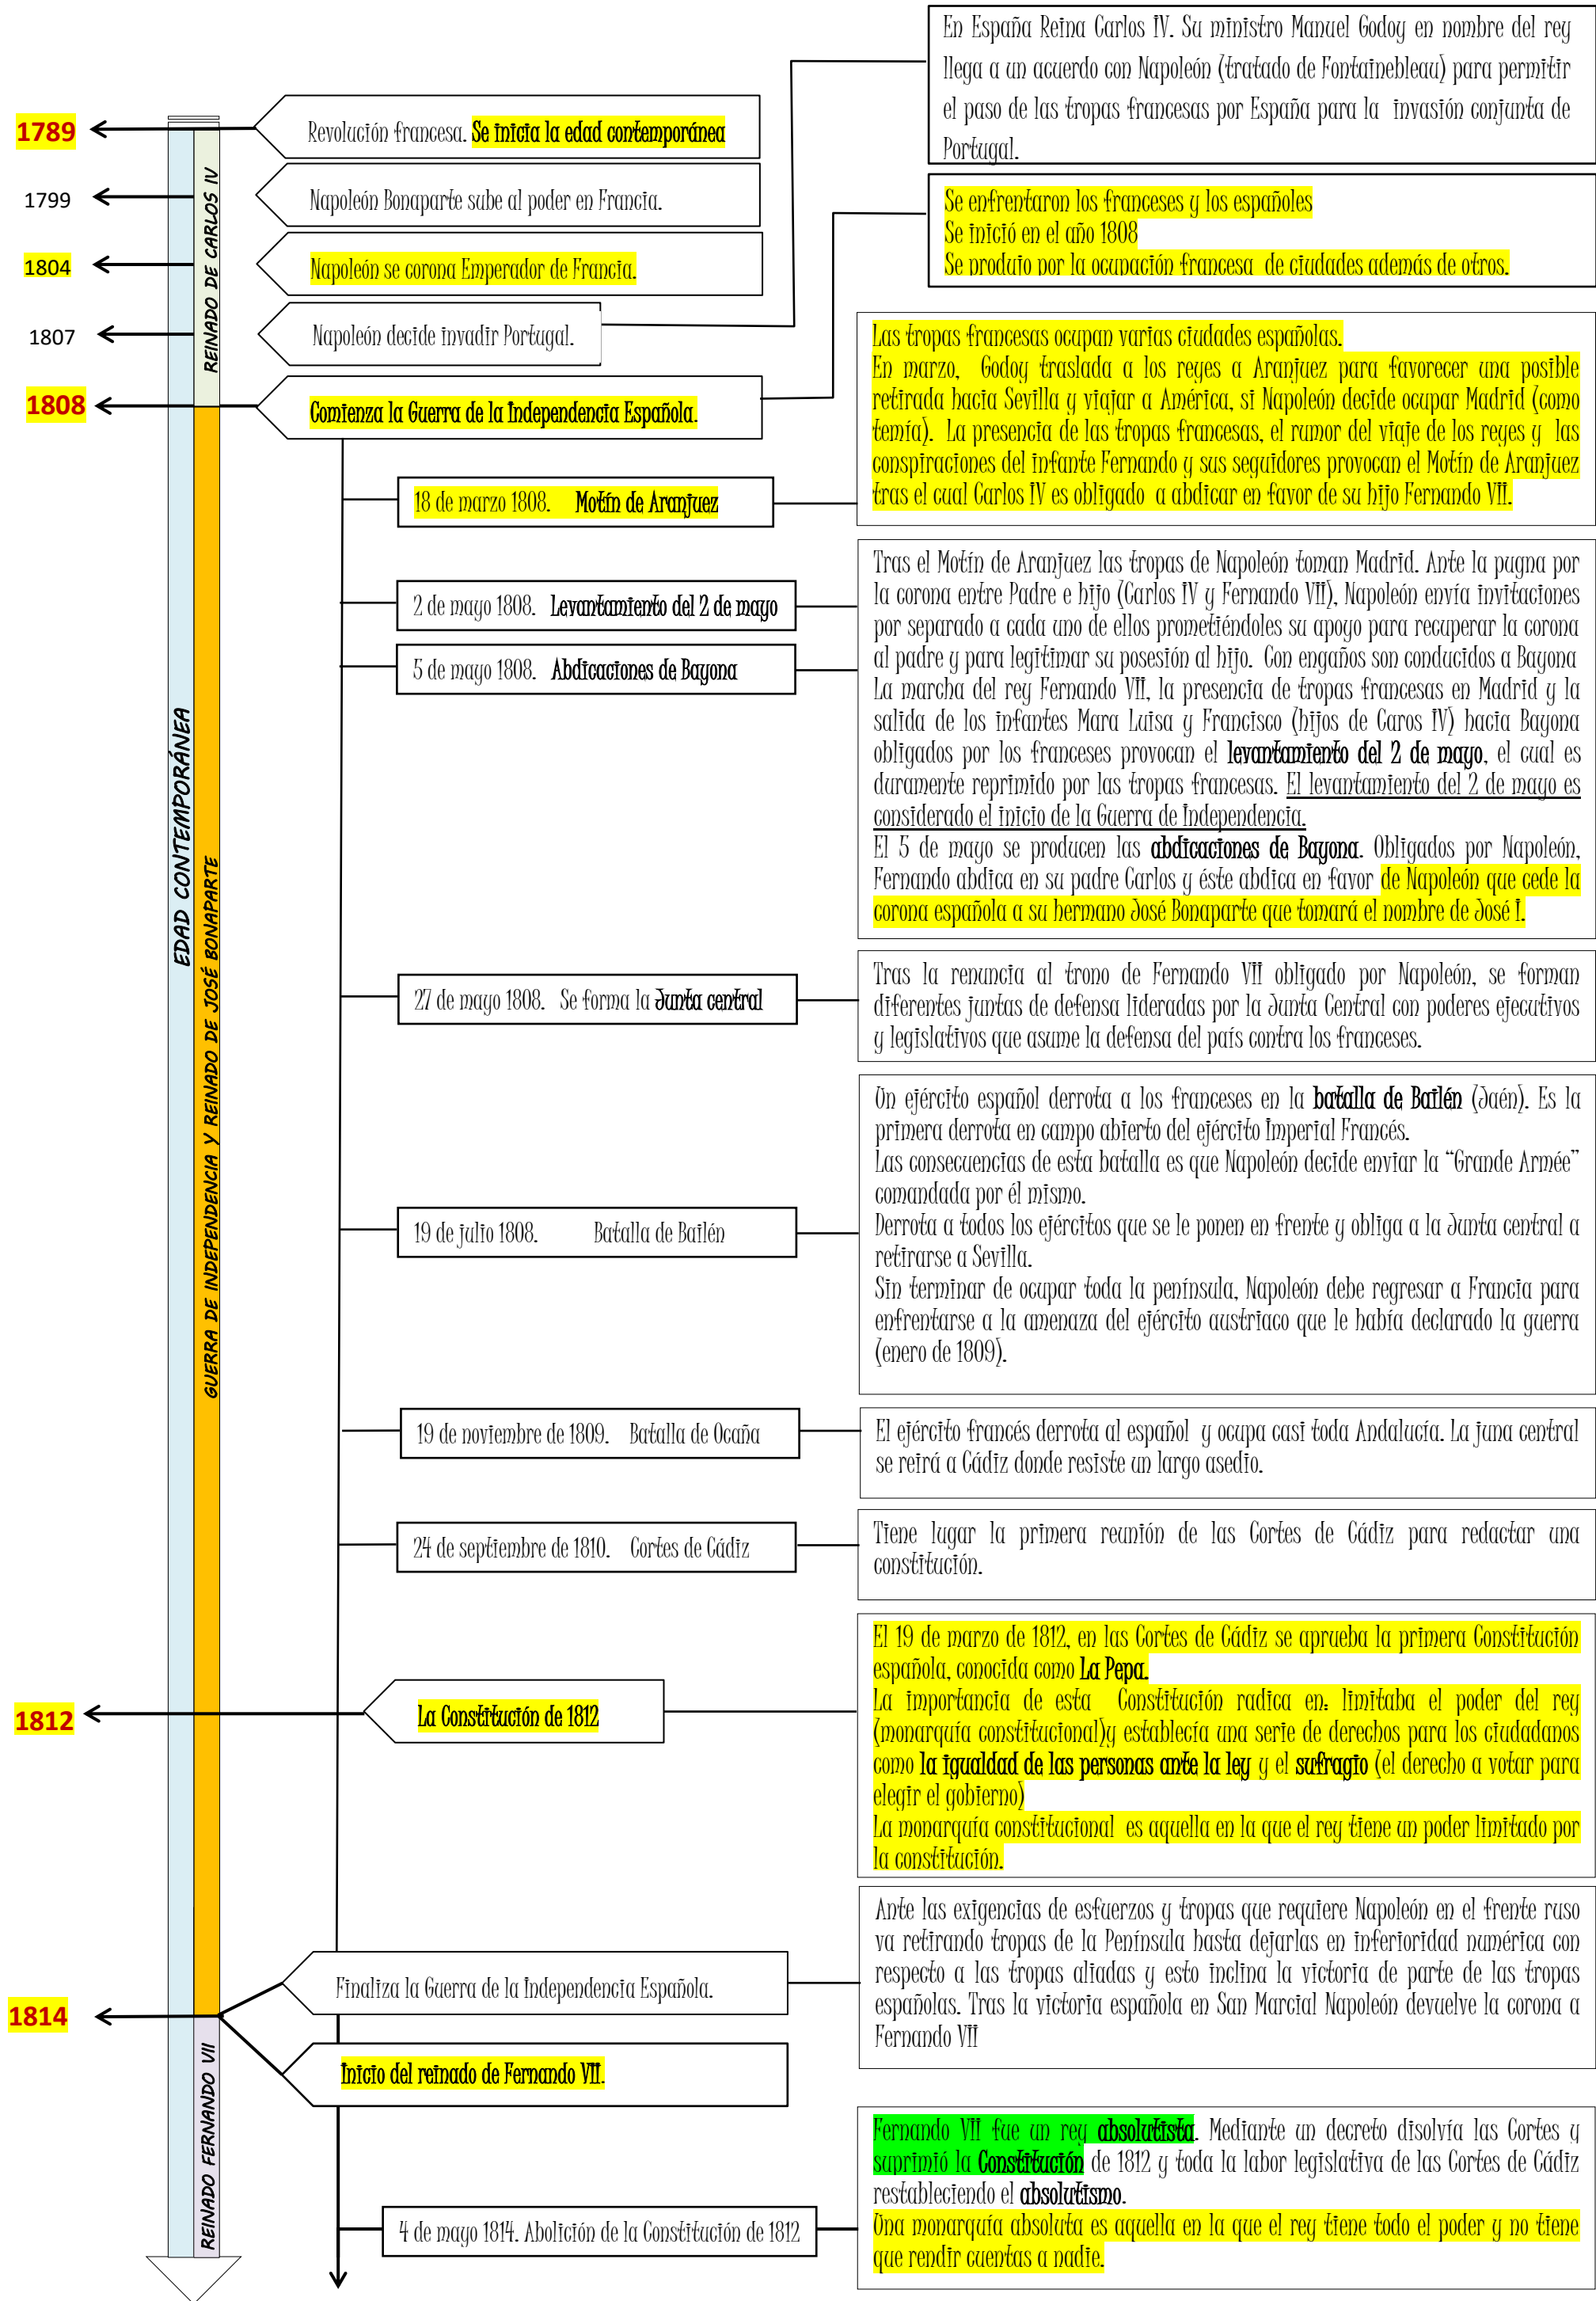 En España Reina Carlos IV. Su ministro Manuel Godoy en nombre del rey
llega a un acuerdo con Napoleón (tratado de Fontainebleau) para permitir
el paso de las tropas francesas por España para la invasión conjunta de
Portugal.
1789
Revolución francesa. Se inicia la edad contemporánea
1799
Napoleón Bonaparte sube al poder en Francia.
Se enfrentaron los franceses y los españoles
Se inició en el año 1808
Se produjo por la ocupación francesa de ciudades además de otros.
1804
Napoleón se corona Emperador de Francia.
1807
Napoleón decide invadir Portugal.
REINADO DE CARLOS IV
1808
Comienza la Guerra de la Independencia Española.
Las tropas francesas ocupan varias ciudades españolas.
En marzo, Godoy traslada a los reyes a Aranjuez para favorecer una posible
retirada hacia Sevilla y viajar a América, si Napoleón decide ocupar Madrid (como
temía). La presencia de las tropas francesas, el rumor del viaje de los reyes y las
conspiraciones del infante Fernando y sus seguidores provocan el Motín de Aranjuez
tras el cual Carlos IV es obligado a abdicar en favor de su hijo Fernando VII.
18 de marzo 1808. Motín de Aranjuez
2 de mayo 1808. Levantamiento del 2 de mayo
5 de mayo 1808. Abdicaciones de Bayona
Tras el Motín de Aranjuez las tropas de Napoleón toman Madrid. Ante la pugna por
la corona entre Padre e hijo (Carlos IV y Fernando VII), Napoleón envía invitaciones
por separado a cada uno de ellos prometiéndoles su apoyo para recuperar la corona
al padre y para legitimar su posesión al hijo. Con engaños son conducidos a Bayona
La marcha del rey Fernando VII, la presencia de tropas francesas en Madrid y la
salida de los infantes Mara Luisa y Francisco (hijos de Caros IV) hacia Bayona
obligados por los franceses provocan el levantamiento del 2 de mayo, el cual es
duramente reprimido por las tropas francesas. El levantamiento del 2 de mayo es
considerado el inicio de la Guerra de Independencia.
El 5 de mayo se producen las abdicaciones de Bayona. Obligados por Napoleón,
Fernando abdica en su padre Carlos y éste abdica en favor de Napoleón que cede la
corona española a su hermano José Bonaparte que tomará el nombre de José I.
EDAD CONTEMPORÁNEA
GUERRA DE INDEPENDENCIA Y REINADO DE JOSÉ BONAPARTE
27 de mayo 1808. Se forma la Junta central
Tras la renuncia al trono de Fernando VII obligado por Napoleón, se forman
diferentes juntas de defensa lideradas por la Junta Central con poderes ejecutivos
y legislativos que asume la defensa del país contra los franceses.
19 de julio 1808. Batalla de Bailén
Un ejército español derrota a los franceses en la batalla de Bailén (Jaén). Es la
primera derrota en campo abierto del ejército Imperial Francés.
Las consecuencias de esta batalla es que Napoleón decide enviar la “Grande Armée”
comandada por él mismo.
Derrota a todos los ejércitos que se le ponen en frente y obliga a la Junta central a
retirarse a Sevilla.
Sin terminar de ocupar toda la península, Napoleón debe regresar a Francia para
enfrentarse a la amenaza del ejército austriaco que le había declarado la guerra
(enero de 1809).
19 de noviembre de 1809. Batalla de Ocaña
El ejército francés derrota al español y ocupa casi toda Andalucía. La juna central
se reirá a Cádiz donde resiste un largo asedio.
24 de septiembre de 1810. Cortes de Cádiz
Tiene lugar la primera reunión de las Cortes de Cádiz para redactar una
constitución.
1812
La Constitución de 1812
El 19 de marzo de 1812, en las Cortes de Cádiz se aprueba la primera Constitución
española, conocida como La Pepa.
La importancia de esta Constitución radica en: limitaba el poder del rey
(monarquía constitucional)y establecía una serie de derechos para los ciudadanos
como la igualdad de las personas ante la ley y el sufragio (el derecho a votar para
elegir el gobierno)
La monarquía constitucional es aquella en la que el rey tiene un poder limitado por
la constitución.
1814
Finaliza la Guerra de la Independencia Española.
Ante las exigencias de esfuerzos y tropas que requiere Napoleón en el frente ruso
va retirando tropas de la Península hasta dejarlas en inferioridad numérica con
respecto a las tropas aliadas y esto inclina la victoria de parte de las tropas
españolas. Tras la victoria española en San Marcial Napoleón devuelve la corona a
Fernando VII
Inicio del reinado de Fernando VII.
REINADO FERNANDO VII
4 de mayo 1814. Abolición de la Constitución de 1812
Fernando VII fue un rey absolutista. Mediante un decreto disolvía las Cortes y
suprimió la Constitución de 1812 y toda la labor legislativa de las Cortes de Cádiz
restableciendo el absolutismo.
Una monarquía absoluta es aquella en la que el rey tiene todo el poder y no tiene
que rendir cuentas a nadie.